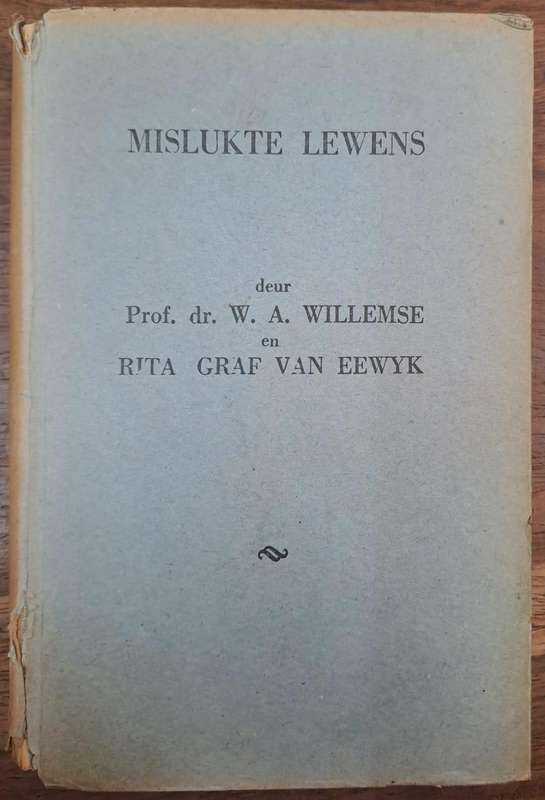 MISLUKTE LEWENS
deur
Prof. dr. W. A. WILLEMSE
en
RITA GRAF VAN EEWYK